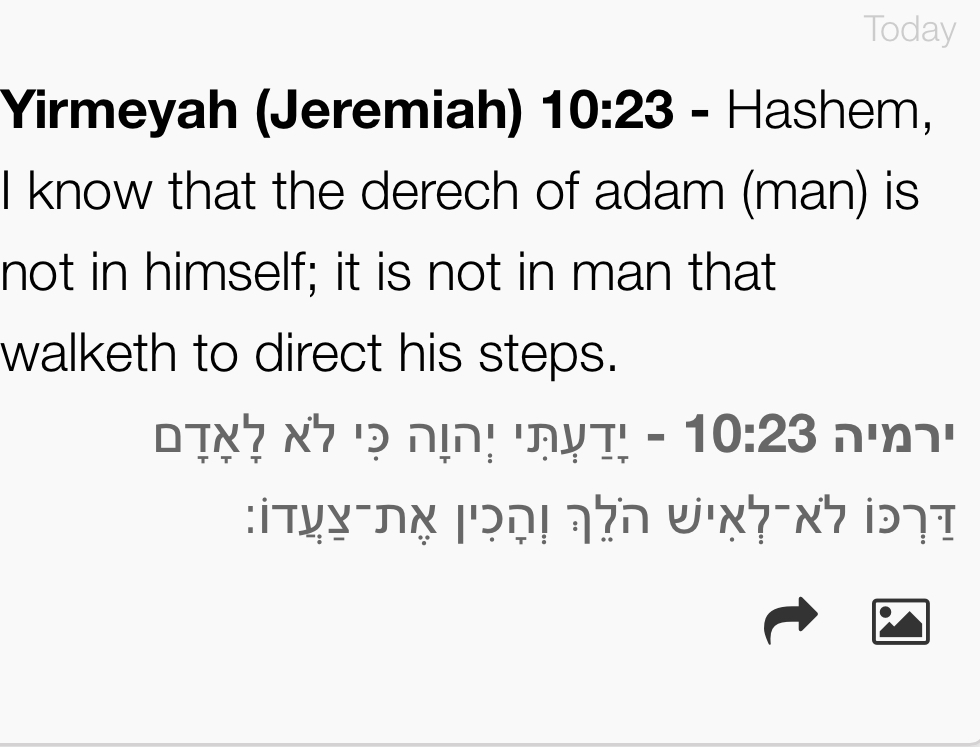 Today
Yirmeyah (Jeremiah) 10:23 - Hashem,
I know that the derech of adam (man) is
not in himself; it is not in man that
walketh to direct his steps.
ירמיה 10:23 - יָדַעְתִּי יְהוָה כִּי לֹא לָאָדָם
דַּרְכּוֹ לֹא־לְאִישׁ הֹלֵךְ וְהָכִין אֶת־צַעֲדוֹ: